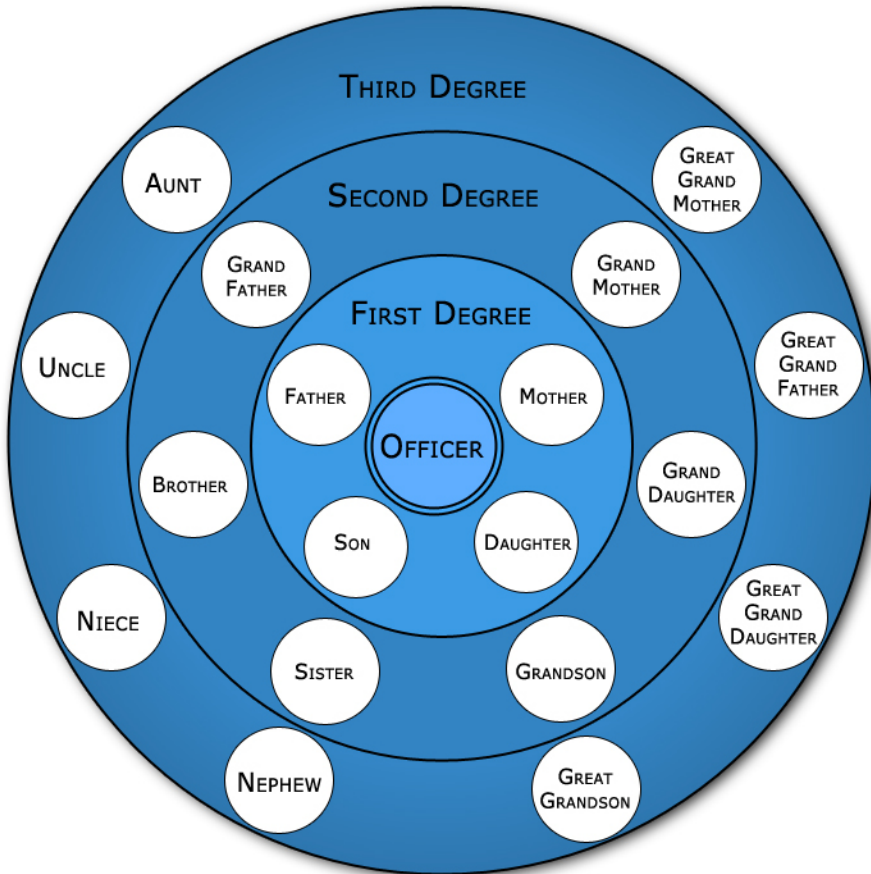 Third Degree
Aunt
Great
Grand
Mother
Second Degree
Grand
Father
Grand
Mother
First Degree
Uncle
Great
Grand
Father
Father
Mother
Officer
Brother
Grand
Daughter
Son
Daughter
Niece
Great
Grand
Daughter
Sister
Grandson
Nephew
Great
Grandson